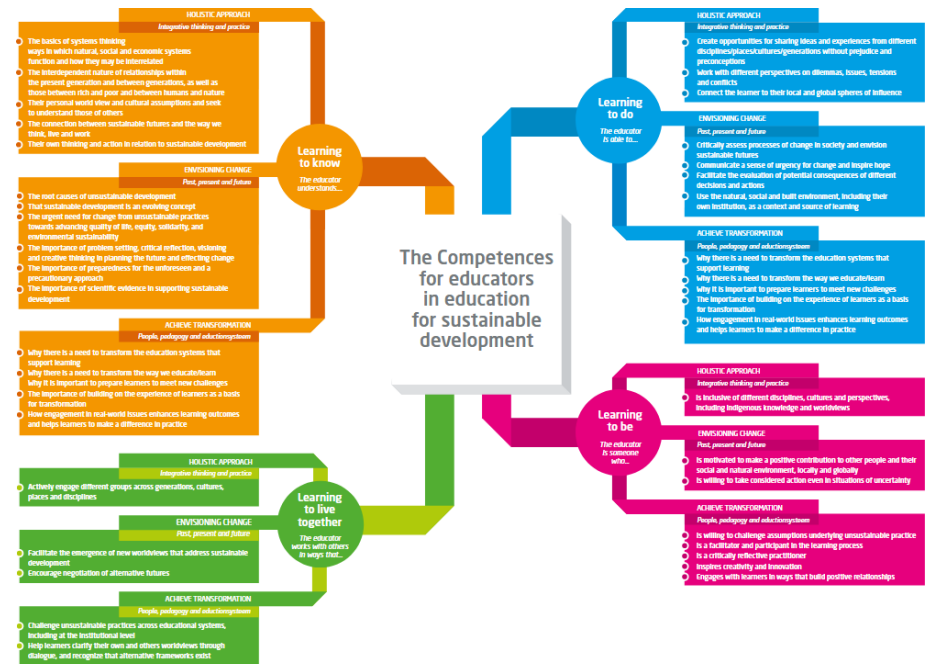 The Competences
for educators
in education
for sustainable
development
Learning
to know
The educator
understands...
HOLISTIC APPROACH
Integrative thinking and practice
The basics of systems thinking
ways in which natural, social and economic systems
function and how they may be interrelated
The interdependent nature of relationships within
the present generation and between generations, as well as
those between rich and poor and between humans and nature
Their personal world view and cultural assumptions and seek
to understand those of others
The connection between sustainable futures and the way we
think, live and work
Their own thinking and action in relation to sustainable development
ENVISIONING CHANGE
Past, present and future
The root causes of unsustainable development
That sustainable development is an evolving concept
The urgent need for change from unsustainable practices
towards advancing quality of life, equity, solidarity, and
environmental sustainability
The importance of problem setting, critical reflection, visioning
and creative thinking in planning the future and effecting change
The importance of preparedness for the unforeseen and a
precautionary approach
The importance of scientific evidence in supporting sustainable
development
ACHIEVE TRANSFORMATION
People, pedagogy and eductionsysteem
Why there is a need to transform the education systems that
support learning
Why there is a need to transform the way we educate/learn
Why it is important to prepare learners to meet new challenges
The importance of building on the experience of learners as a basis
for transformation
How engagement in real-world issues enhances learning outcomes
and helps learners to make a difference in practice
Learning
to live
together
The educator
works with others
in ways that...
HOLISTIC APPROACH
Integrative thinking and practice
Actively engage different groups across generations, cultures,
places and disciplines
ENVISIONING CHANGE
Past, present and future
Facilitate the emergence of new worldviews that address sustainable
development
Encourage negotiation of alternative futures
ACHIEVE TRANSFORMATION
People, pedagogy and eductionsysteem
Challenge unsustainable practices across educational systems,
including at the institutional level
Help learners clarify their own and others worldviews through
dialogue, and recognize that alternative frameworks exist
Learning
to do
The educator
is able to...
HOLISTIC APPROACH
Integrative thinking and practice
Create opportunities for sharing ideas and experiences from different
disciplines/places/cultures/generations without prejudice and
preconceptions
Work with different perspectives on dilemmas, issues, tensions
and conflicts
Connect the learner to their local and global spheres of influence
ENVISIONING CHANGE
Past, present and future
Critically assess processes of change in society and envision
sustainable futures
Communicate a sense of urgency for change and inspire hope
Facilitate the evaluation of potential consequences of different
decisions and actions
Use the natural, social and built environment, including their
own institution, as a context and source of learning
ACHIEVE TRANSFORMATION
People, pedagogy and eductionsysteem
Why there is a need to transform the education systems that
support learning
Why there is a need to transform the way we educate/learn
Why it is important to prepare learners to meet new challenges
The importance of building on the experience of learners as a basis
for transformation
How engagement in real-world issues enhances learning outcomes
and helps learners to make a difference in practice
Learning
to be
The educator
is someone
who...
HOLISTIC APPROACH
Integrative thinking and practice
Is inclusive of different disciplines, cultures and perspectives,
including indigenous knowledge and worldviews
ENVISIONING CHANGE
Past, present and future
Is motivated to make a positive contribution to other people and their
social and natural environment, locally and globally
Is willing to take considered action even in situations of uncertainty
ACHIEVE TRANSFORMATION
People, pedagogy and eductionsysteem
Is willing to challenge assumptions underlying unsustainable practice
Is a facilitator and participant in the learning process
Is a critically reflective practitioner
Inspires creativity and innovation
Engages with learners in ways that build positive relationships